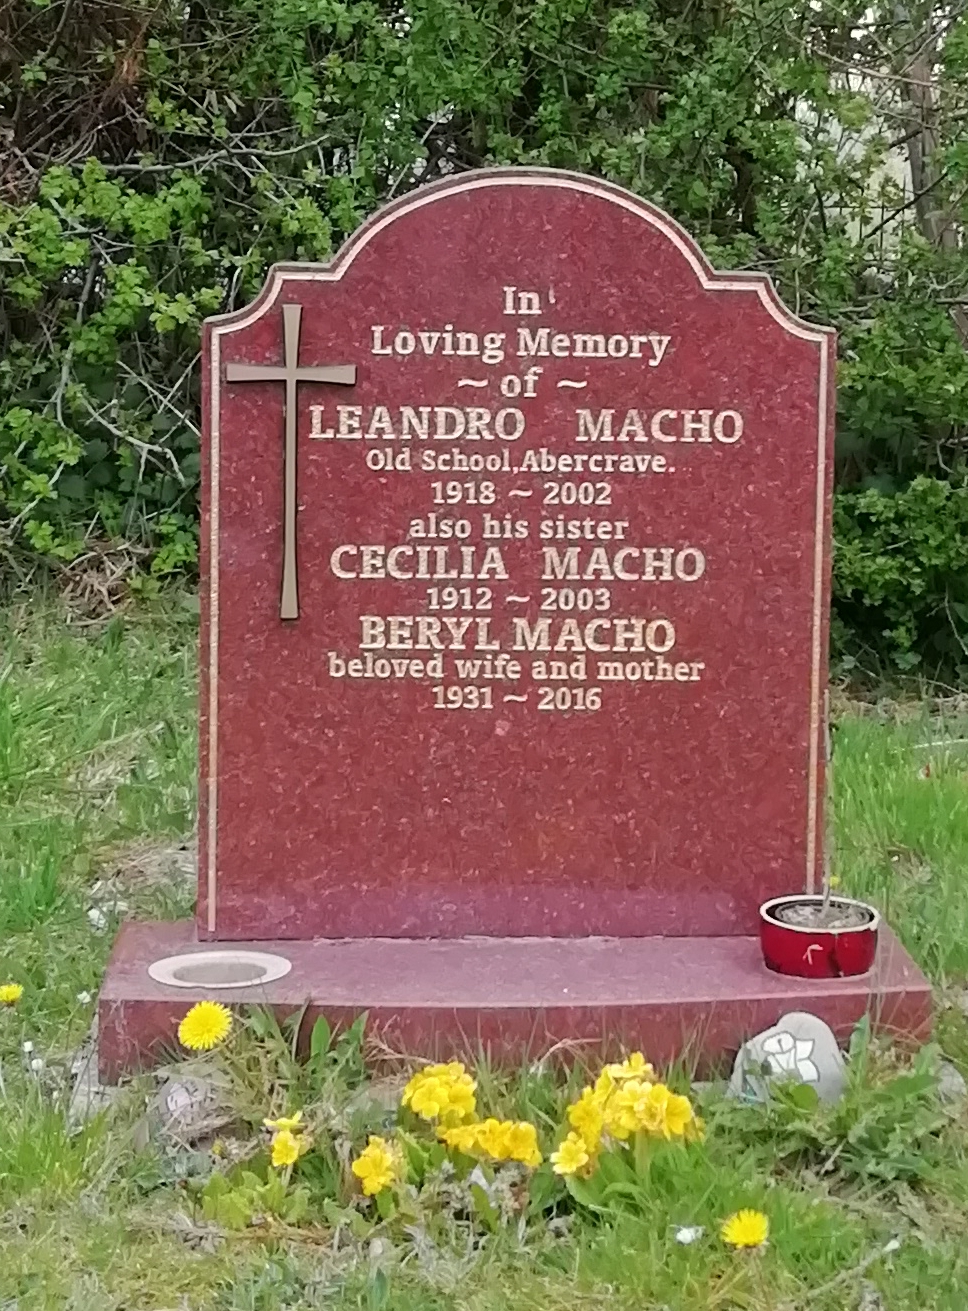 In
Loving Memory
~ of ~
LEANDRO MACHO
Old School, Abercrave.
1918 ~ 2002
also his sister
CECILIA MACHO
1912 ~ 2003
BERYL MACHO
beloved wife and mother
1931 ~ 2016